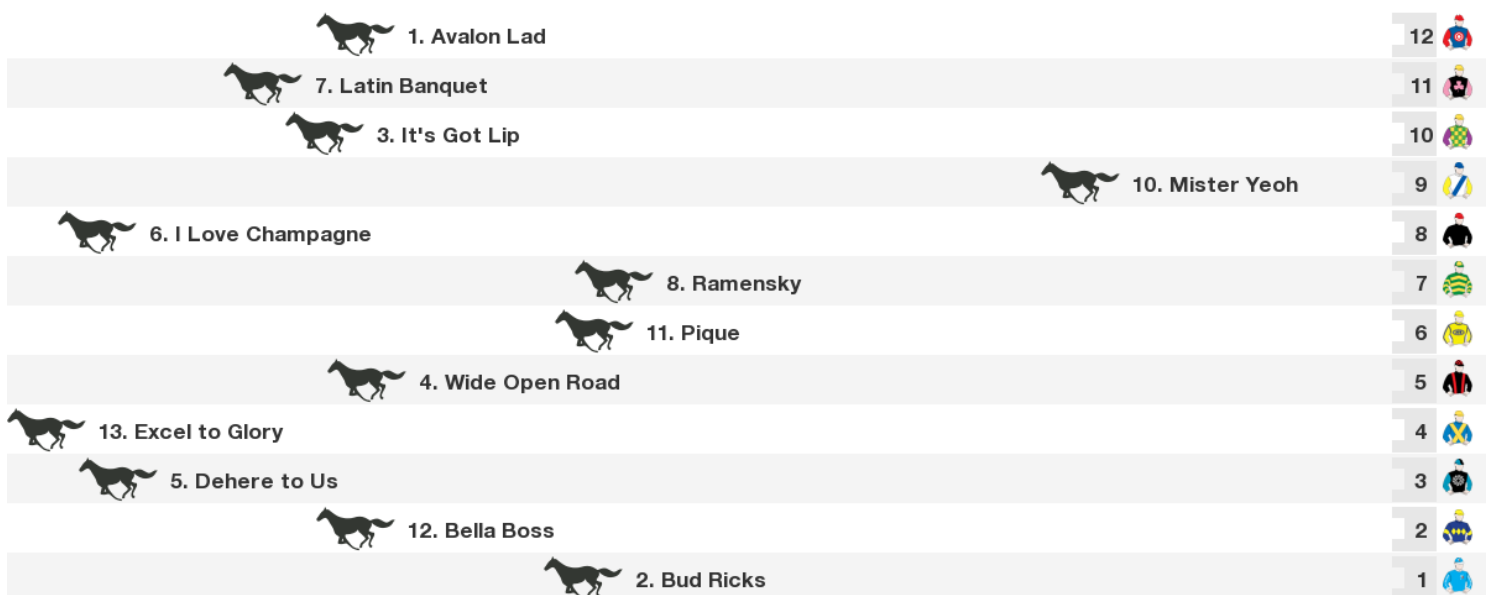 1. Avalon Lad 12
7. Latin Banquet 11
3. It's Got Lip 10
10. Mister Yeoh 9
6. I Love Champagne 8
8. Ramensky 7
11. Pique 6
4. Wide Open Road 5
13. Excel to Glory 4
5. Dehere to Us 3
12. Bella Boss 2
2. Bud Ricks 1